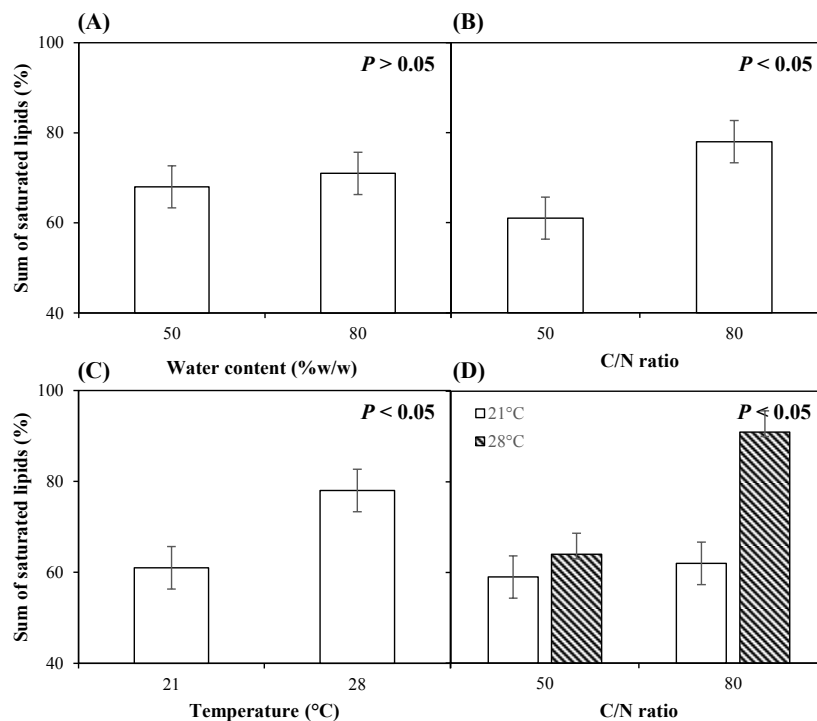 (A)
P > 0.05
100
80
60
40
Sum of saturated lipids (%)
50 80
Water content (%w/w)
(B)
P < 0.05
50 80
C/N ratio
(C)
P < 0.05
100
80
60
40
Sum of saturated lipids (%)
21 28
Temperature (°C)
(D)
P < 0.05
21°C
28°C
50 80
C/N ratio